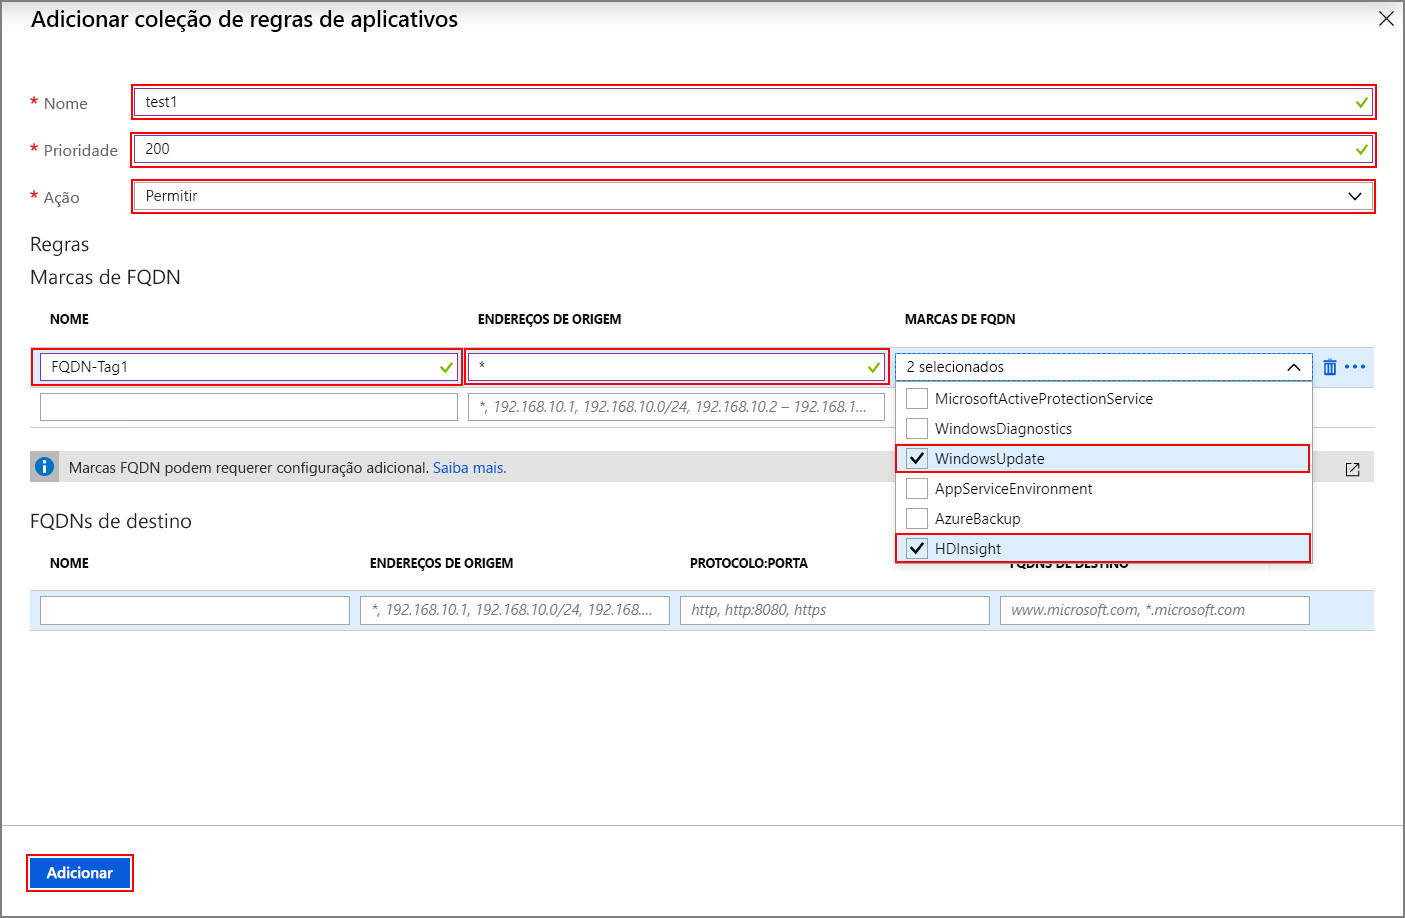 Adicionar coleção de regras de aplicativos
* Nome
test1
* Prioridade
200
* Ação
Permitir
Regras
Marcas de FQDN
NOME ENDEREÇOS DE ORIGEM MARCAS DE FQDN
FQDN-Tag1 * 2 selecionados
*, 192.168.10.1, 192.168.10.0/24, 192.168.10.2 – 192.168.1...
MicrosoftActiveProtectionService
WindowsDiagnostics
WindowsUpdate
AppServiceEnvironment
AzureBackup
HDInsight
Marcas FQDN podem requerer configuração adicional. Saiba mais.
FQDNs de destino
NOME ENDEREÇOS DE ORIGEM PROTOCOLO:PORTA FQDNS DE DESTINO
*, 192.168.10.1, 192.168.10.0/24, 192.168.... http, http:8080, https www.microsoft.com, *.microsoft.com
Adicionar